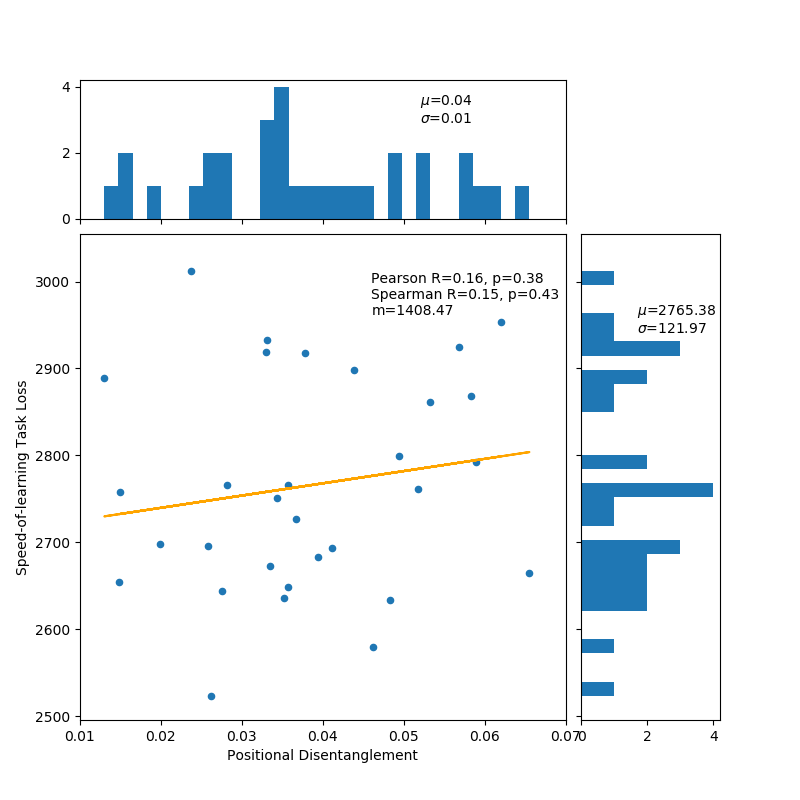 4
2
0
μ=0.04
σ=0.01
3000
2900
2800
2700
2600
2500
Speed-of-learning Task Loss
Pearson R=0.16, p=0.38
Spearman R=0.15, p=0.43
m=1408.47
μ=2765.38
σ=121.97
0.01 0.02 0.03 0.04 0.05 0.06 0.07
0 2 4
Positional Disentanglement